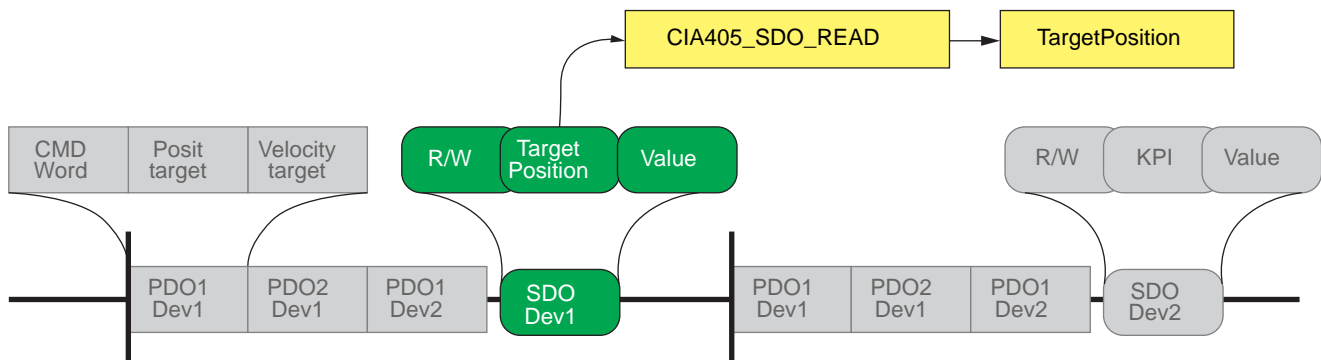 CIA405_SDO_READ
TargetPosition
CMD
Word
Posit
target
Velocity
target
R/W
Target
Position
Value
R/W
KPI
Value
PDO1
Dev1
PDO2
Dev1
PDO1
Dev2
SDO
Dev1
PDO1
Dev1
PDO2
Dev1
PDO1
Dev2
SDO
Dev2